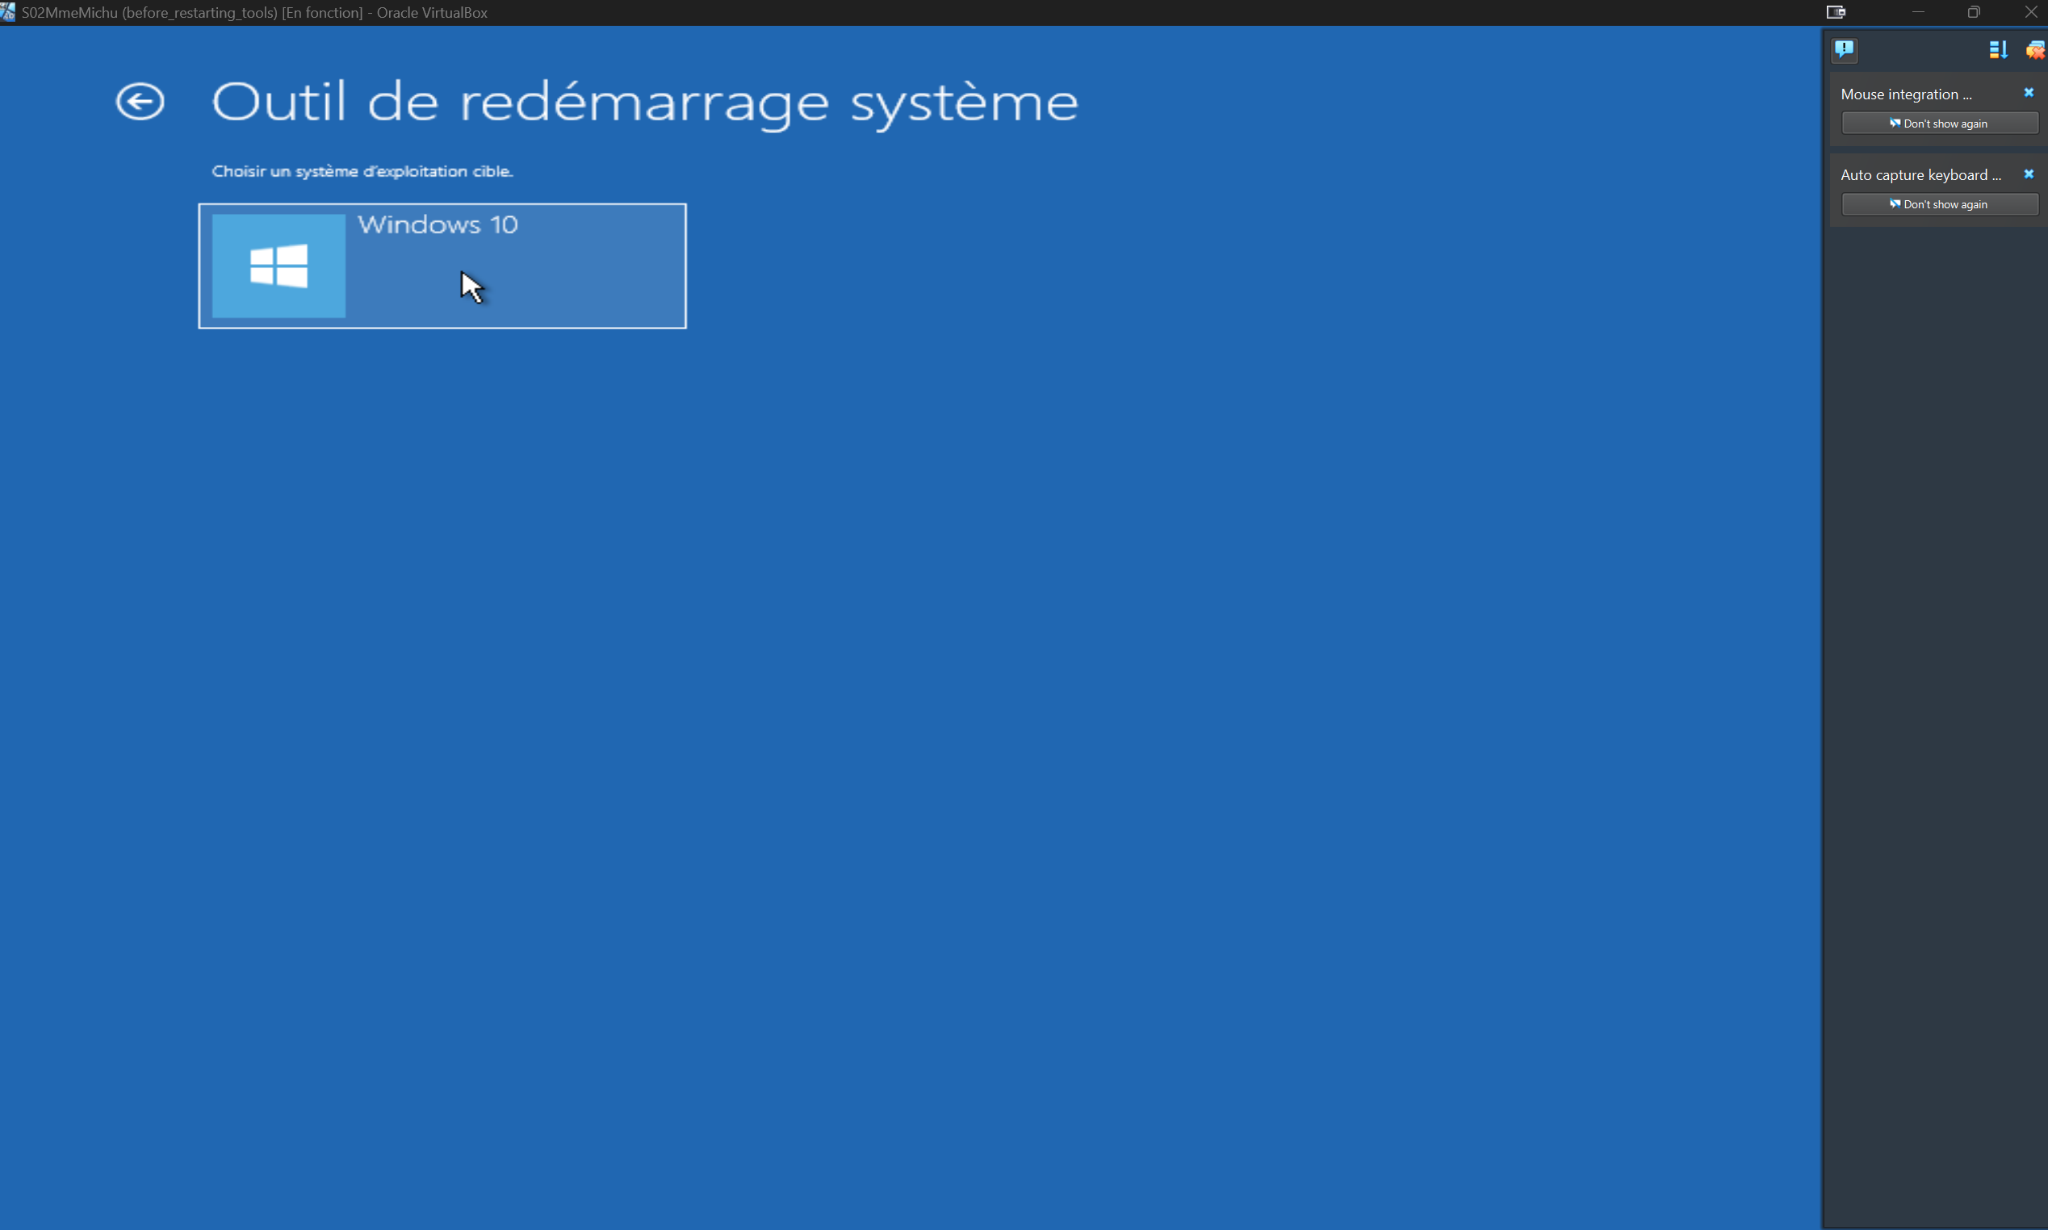 S02MmeMichu (before_restarting_tools) [En fonction] - Oracle VirtualBox
Outil de redémarrage système
Choisir un système d'exploitation cible.
Windows 10
Mouse integration ...
Don't show again
Auto capture keyboard ...
Don't show again